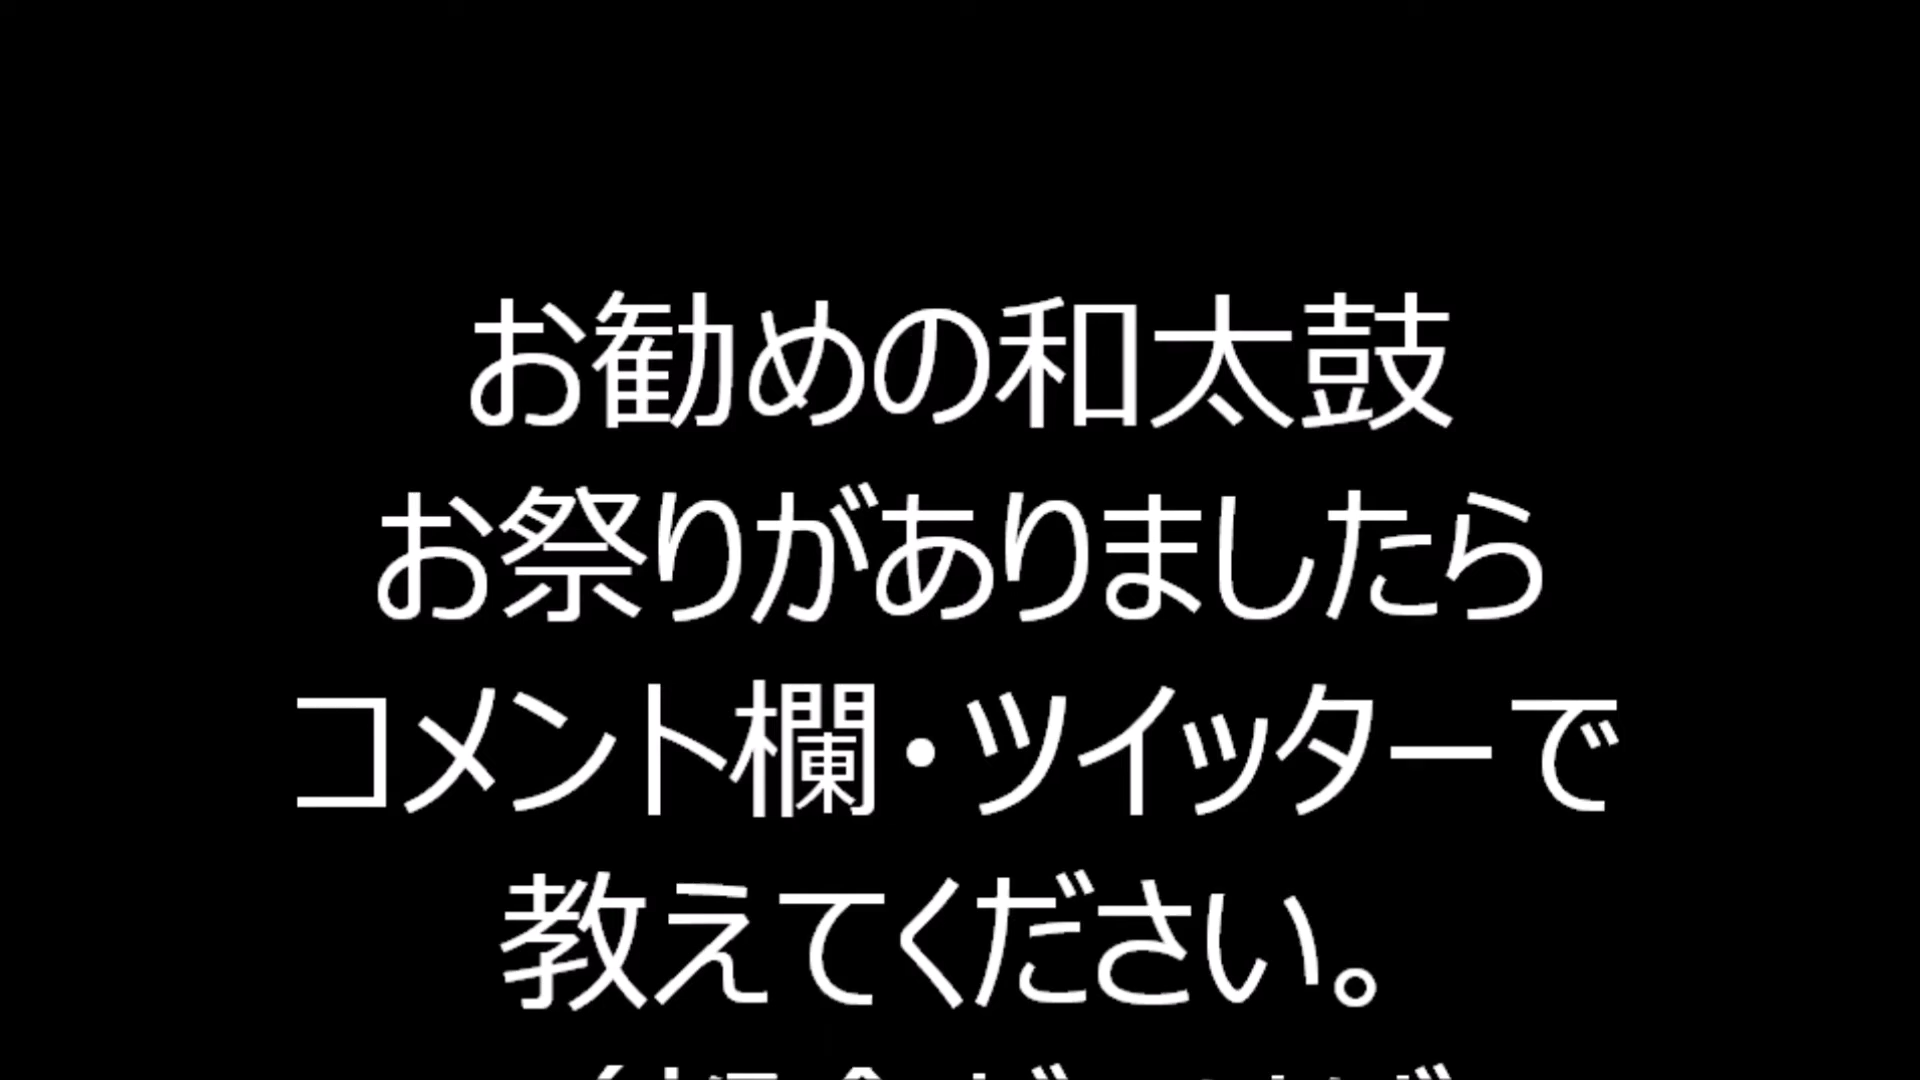 お勧めの和太鼓
お祭りがありましたら
コメント欄・ツイッターで
教えてください。